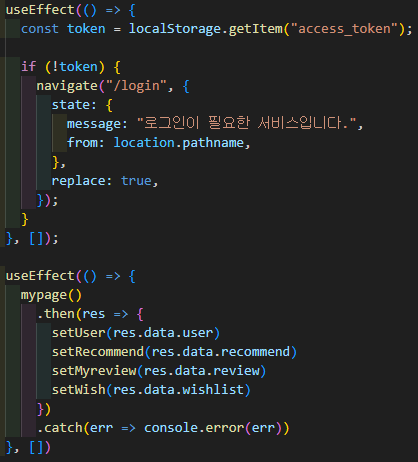 useEffect(() => {
  const token = localStorage.getItem("access_token");

  if (!token) {
    navigate("/login", {
      state: {
        message: "로그인이 필요한 서비스입니다.",
        from: location.pathname,
      },
      replace: true,
    });
  }
}, []);

useEffect(() => {
  mypage()
    .then(res => {
      setUser(res.data.user)
      setRecommend(res.data.recommend)
      setMyreview(res.data.review)
      setWish(res.data.wishlist)
    })
    .catch(err => console.error(err))
}, [])